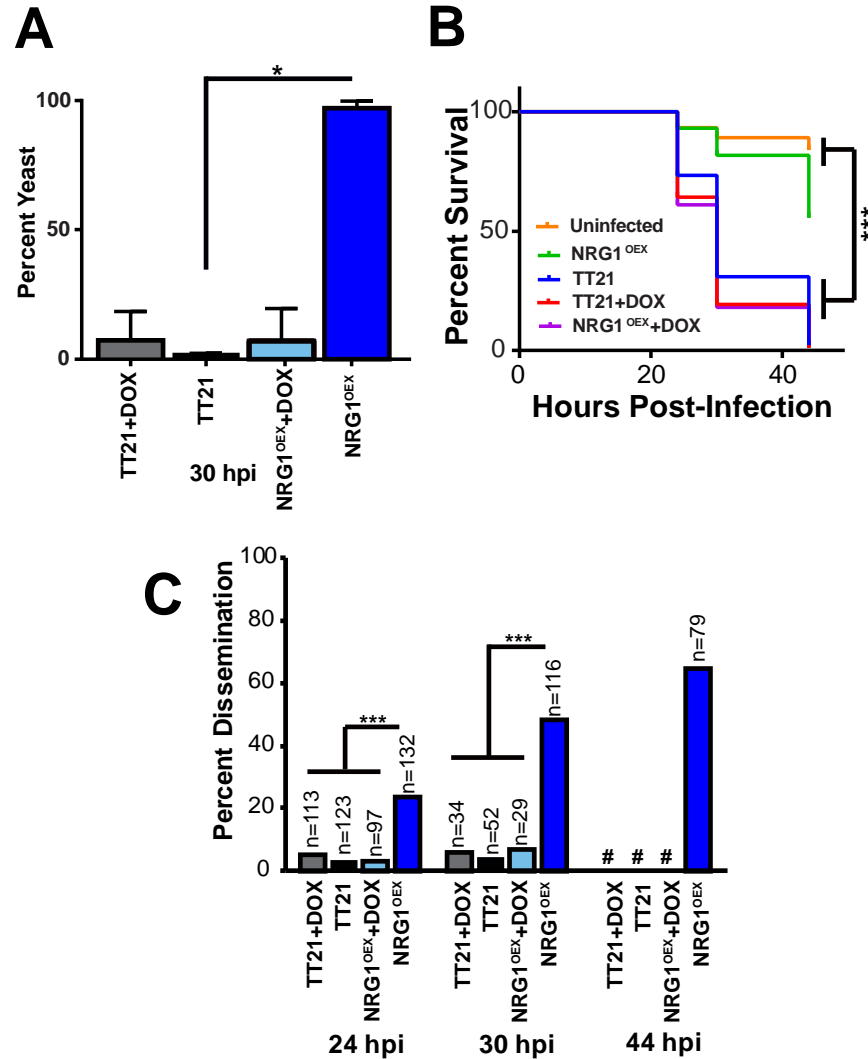 A
Percent Yeast
100
50
0
*
TT21+DOX
TT21
NRG1OEX+DOX
NRG1OEX
30 hpi
B
Percent Survival
100
50
0
0
20
40
Hours Post-Infection
Uninfected
NRG1OEX
TT21
TT21+DOX
NRG1OEX+DOX
***
C
Percent Dissemination
100
80
60
40
20
0
n=113
n=123
n=97
n=132
***
n=34
n=52
n=29
n=116
***
# # #
n=79
TT21+DOX
TT21
NRG1OEX+DOX
NRG1OEX
TT21+DOX
TT21
NRG1OEX+DOX
NRG1OEX
TT21+DOX
TT21
NRG1OEX+DOX
NRG1OEX
24 hpi
30 hpi
44 hpi